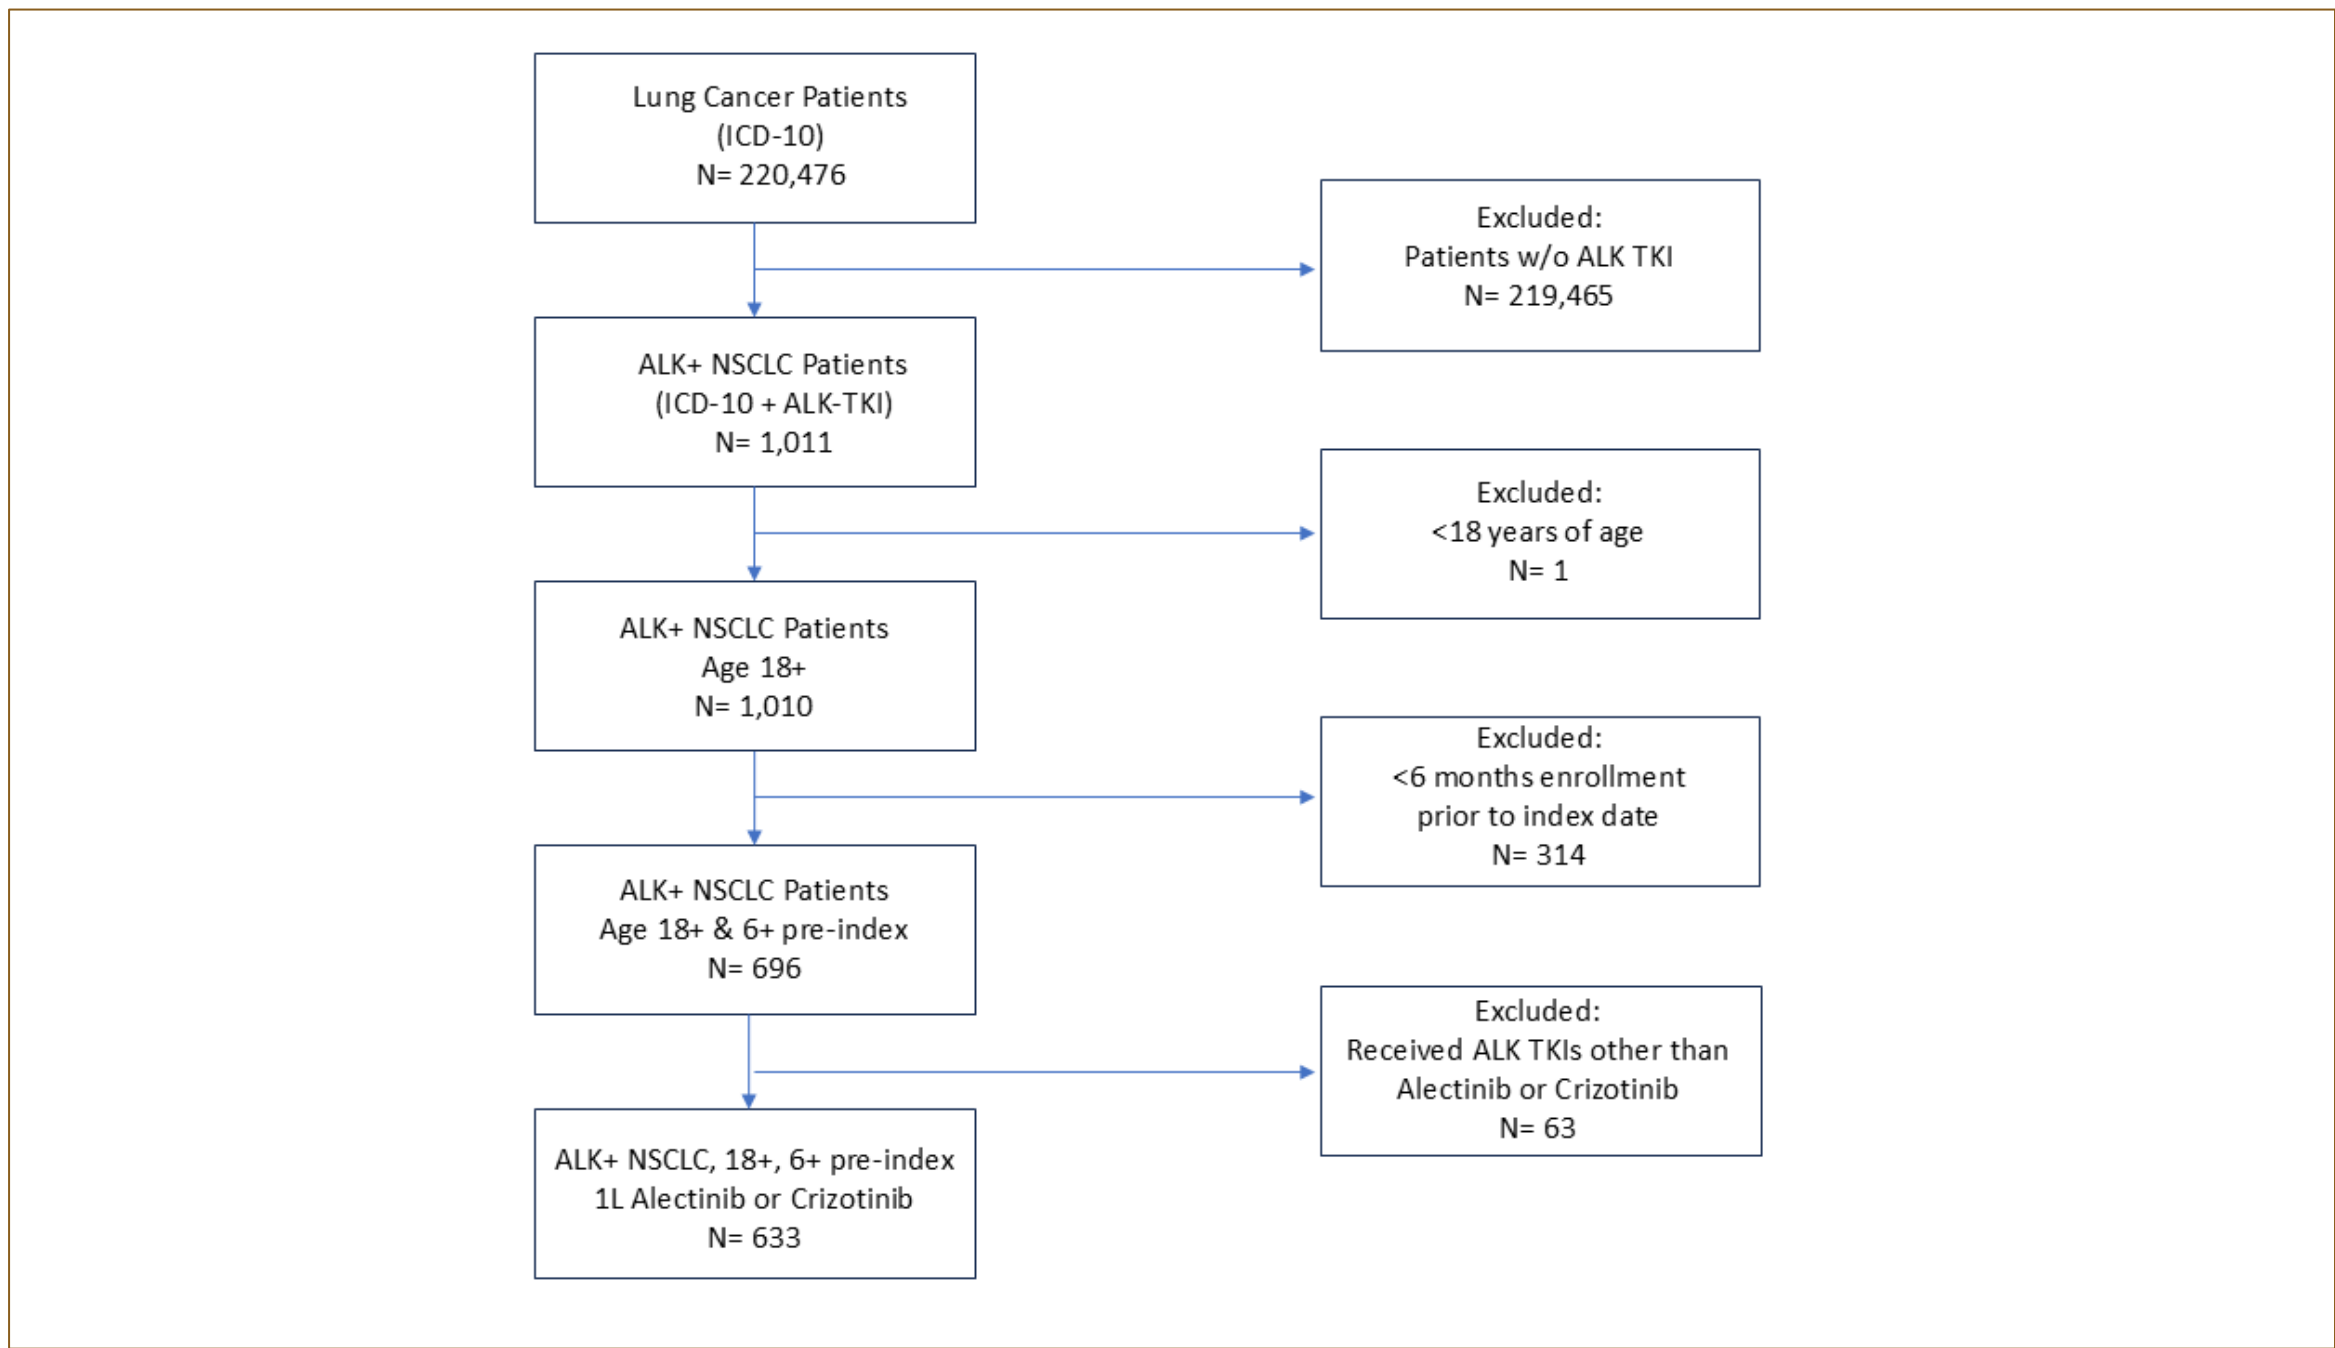 Lung Cancer Patients
(ICD-10)
N= 220,476
Excluded:
Patients w/o ALK TKI
N= 219,465
ALK+ NSCLC Patients
(ICD-10 + ALK-TKI)
N= 1,011
Excluded:
<18 years of age
N= 1
ALK+ NSCLC Patients
Age 18+
N= 1,010
Excluded:
<6 months enrollment
prior to index date
N= 314
ALK+ NSCLC Patients
Age 18+ & 6+ pre-index
N= 696
Excluded:
Received ALK TKIs other than
Alectinib or Crizotinib
N= 63
ALK+ NSCLC, 18+, 6+ pre-index
1L Alectinib or Crizotinib
N= 633